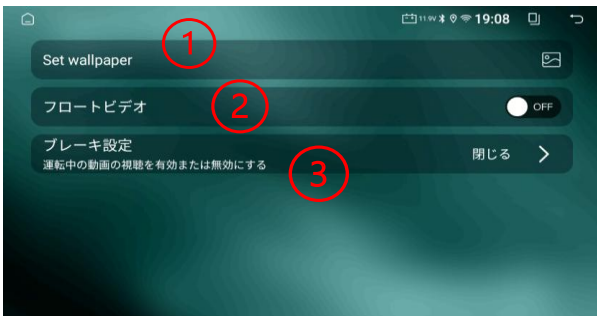 11.9V 19:08
1
Set wallpaper
フロートビデオ 2 OFF
ブレーキ設定
運転中の動画の視聴を有効または無効にする 3 閉じる